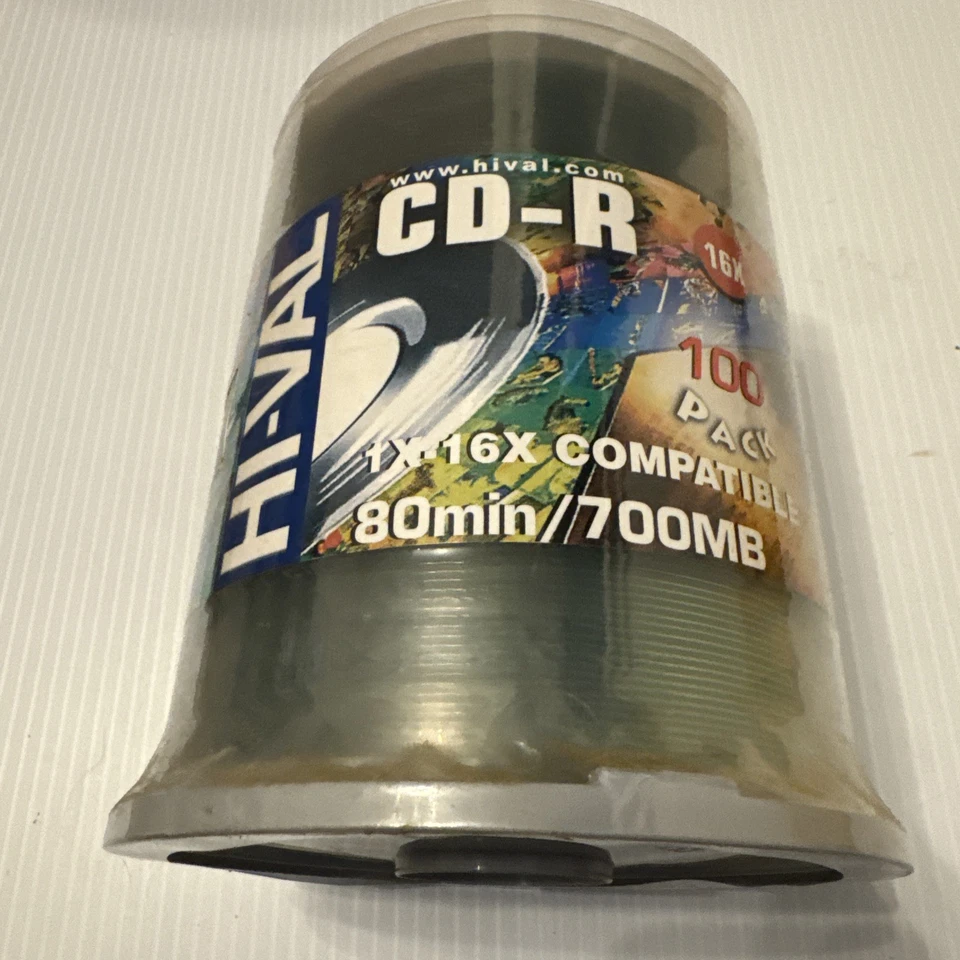 www.hival.com
CD-R
HI-VAL
16X
100
PACK
1X-16X COMPATIBLE
80min/700MB